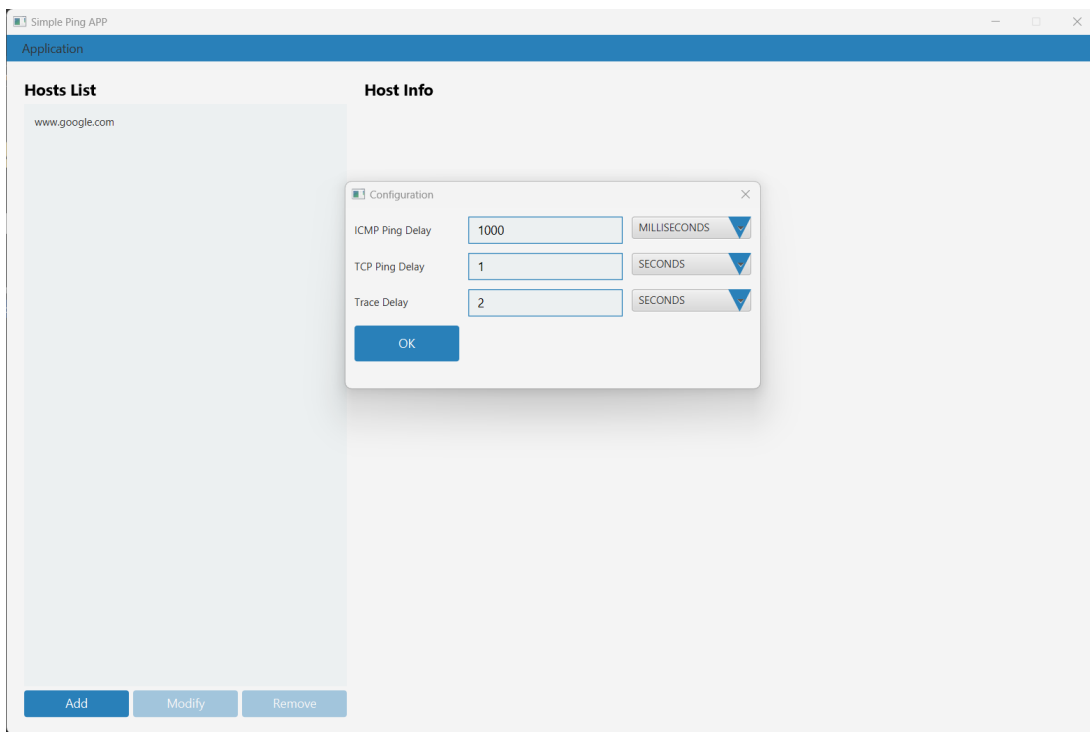 Simple Ping APP
Application
Hosts List
Host Info
www.google.com
Configuration
ICMP Ping Delay 1000 MILLISECONDS
TCP Ping Delay 1 SECONDS
Trace Delay 2 SECONDS
OK
Add Modify Remove